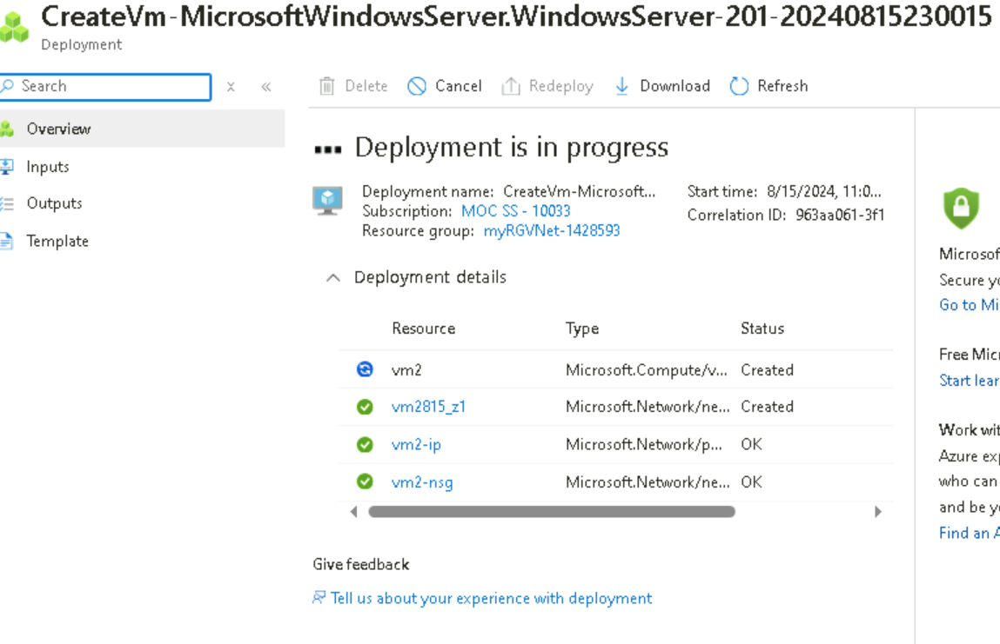 CreateVm-MicrosoftWindowsServer.WindowsServer-201-20240815230015
Deployment
Search
Delete Cancel Redeploy Download Refresh
Overview
Inputs
Outputs
Template
Deployment is in progress
Deployment name: CreateVm-Microsoft...
Subscription: MOC SS - 10033
Resource group: myRGVNet-1428593
Start time: 8/15/2024, 11:0...
Correlation ID: 963aa061-3f1
Deployment details
Resource Type Status
vm2 Microsoft.Compute/v... Created
vm2815_z1 Microsoft.Network/ne... Created
vm2-ip Microsoft.Network/p... OK
vm2-nsg Microsoft.Network/ne... OK
Give feedback
Tell us about your experience with deployment
Microsof
Secure y
Go to Mi
Free Micr
Start lear
Work wit
Azure exp
who can
and be y
Find an A